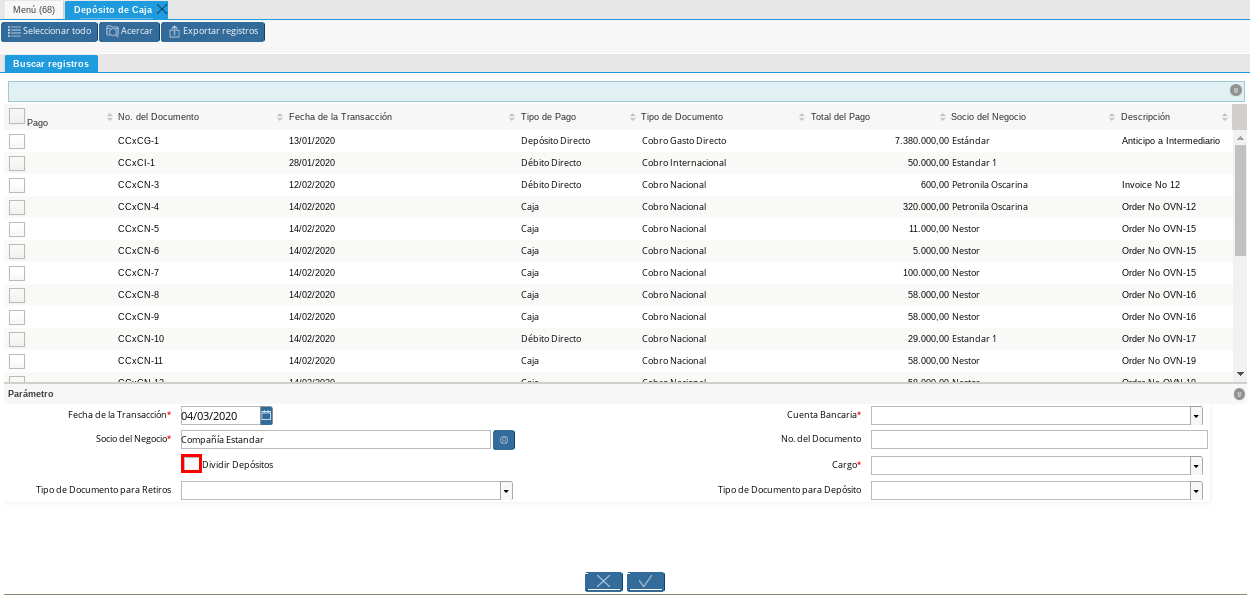 Menú (68) Depósito de Caja
Seleccionar todo Acercar Exportar registros
Buscar registros
Pago No. del Documento Fecha de la Transacción Tipo de Pago Tipo de Documento Total del Pago Socio del Negocio Descripción
CCxCG-1 13/01/2020 Depósito Directo Cobro Gasto Directo 7.380.000,00 Estándar Anticipo a Intermediario
CCxCI-1 28/01/2020 Débito Directo Cobro Internacional 50.000,00 Estandar 1
CCxCN-3 12/02/2020 Débito Directo Cobro Nacional 600,00 Petronila Oscarina Invoice No 12
CCxCN-4 14/02/2020 Caja Cobro Nacional 320.000,00 Petronila Oscarina Order No OVN-12
CCxCN-5 14/02/2020 Caja Cobro Nacional 11.000,00 Nestor Order No OVN-15
CCxCN-6 14/02/2020 Caja Cobro Nacional 5.000,00 Nestor Order No OVN-15
CCxCN-7 14/02/2020 Caja Cobro Nacional 100.000,00 Nestor Order No OVN-15
CCxCN-8 14/02/2020 Caja Cobro Nacional 58.000,00 Nestor Order No OVN-16
CCxCN-9 14/02/2020 Caja Cobro Nacional 58.000,00 Nestor Order No OVN-16
CCxCN-10 14/02/2020 Débito Directo Cobro Nacional 29.000,00 Estandar 1 Order No OVN-17
CCxCN-11 14/02/2020 Caja Cobro Nacional 58.000,00 Nestor Order No OVN-19
Parámetro
Fecha de la Transacción* 04/03/2020 Cuenta Bancaria*
Socio del Negocio* Compañía Estandar No. del Documento
Dividir Depósitos Cargo*
Tipo de Documento para Retiros Tipo de Documento para Depósito